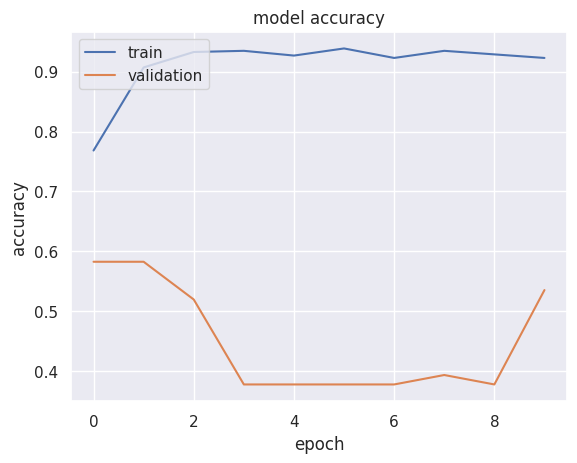 model accuracy
train
validation
accuracy
0.9
0.8
0.7
0.6
0.5
0.4
0 2 4 6 8
epoch